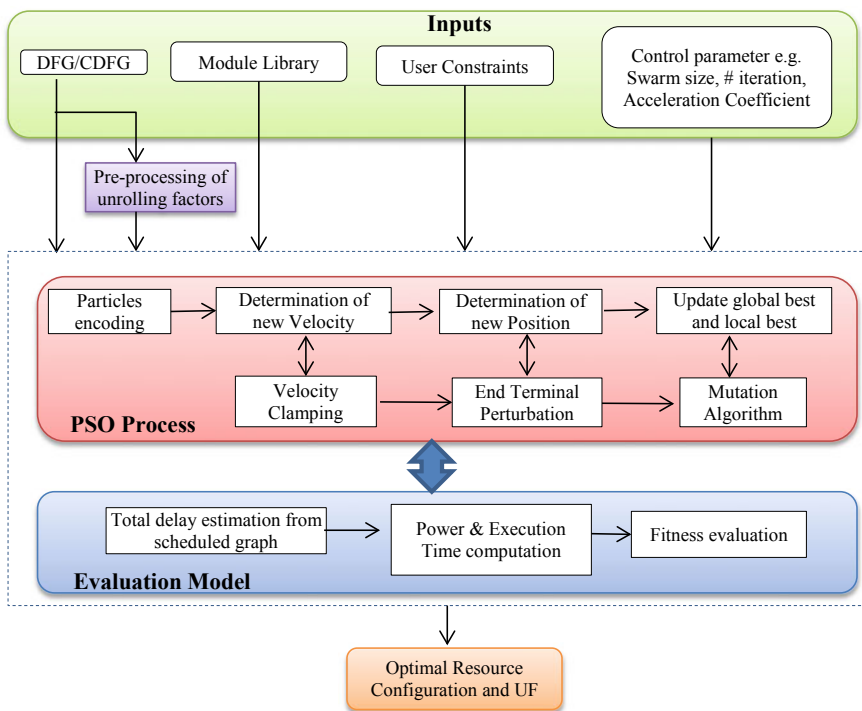 Inputs
DFG/CDFG
Module Library
User Constraints
Control parameter e.g.
Swarm size, # iteration,
Acceleration Coefficient
Pre-processing of
unrolling factors
Particles
encoding
Determination of
new Velocity
Determination of
new Position
Update global best
and local best
Velocity
Clamping
End Terminal
Perturbation
Mutation
Algorithm
PSO Process
Total delay estimation from
scheduled graph
Power & Execution
Time computation
Fitness evaluation
Evaluation Model
Optimal Resource
Configuration and UF